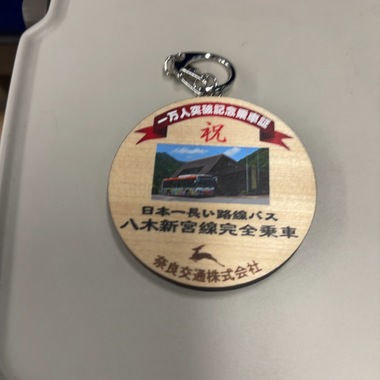 一万人突破記念乗車証
祝
日本一長い路線バス
八木新宮線完全乗車
奈良交通株式会社